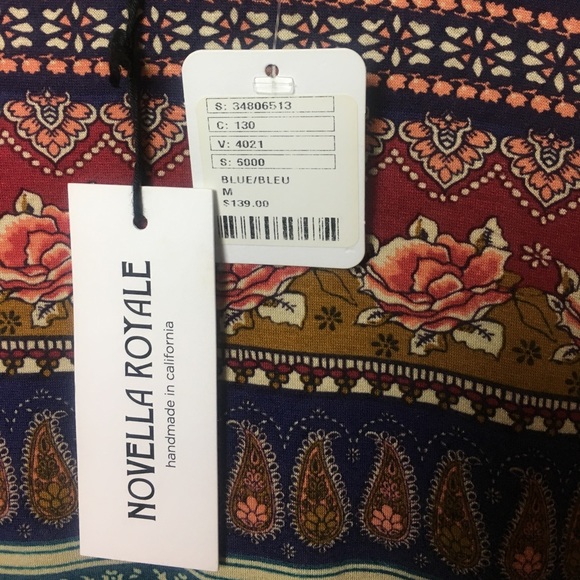 S: 34806513
C: 130
V: 4021
S: 5000
BLUE/BLEU
M
$139.00
NOVELLA ROYALE
handmade in california